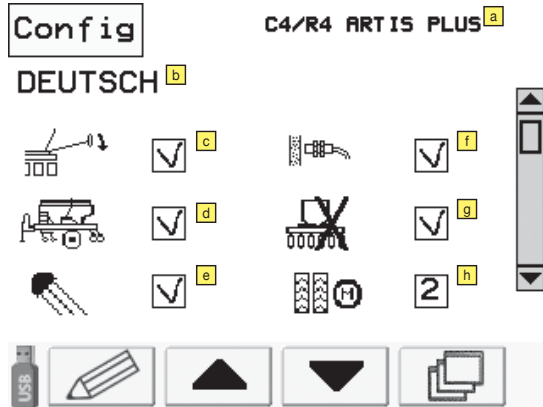 Config
C4/R4 ARTIS PLUS a
DEUTSCH b
c
f
d
g
e
M
2 h
USB